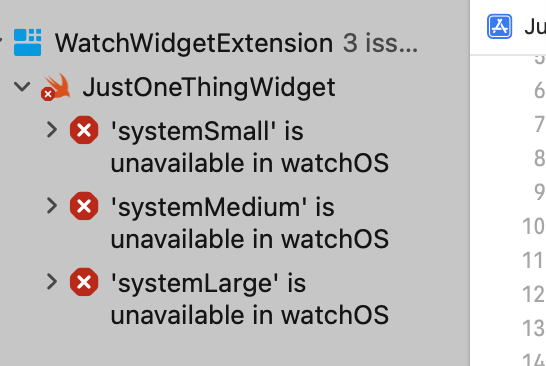 WatchWidgetExtension 3 iss...
Ju
JustOneThingWidget
'systemSmall' is
unavailable in watchOS
'systemMedium' is
unavailable in watchOS
'systemLarge' is
unavailable in watchOS
5
6
7
8
9
10
11
12
13
14